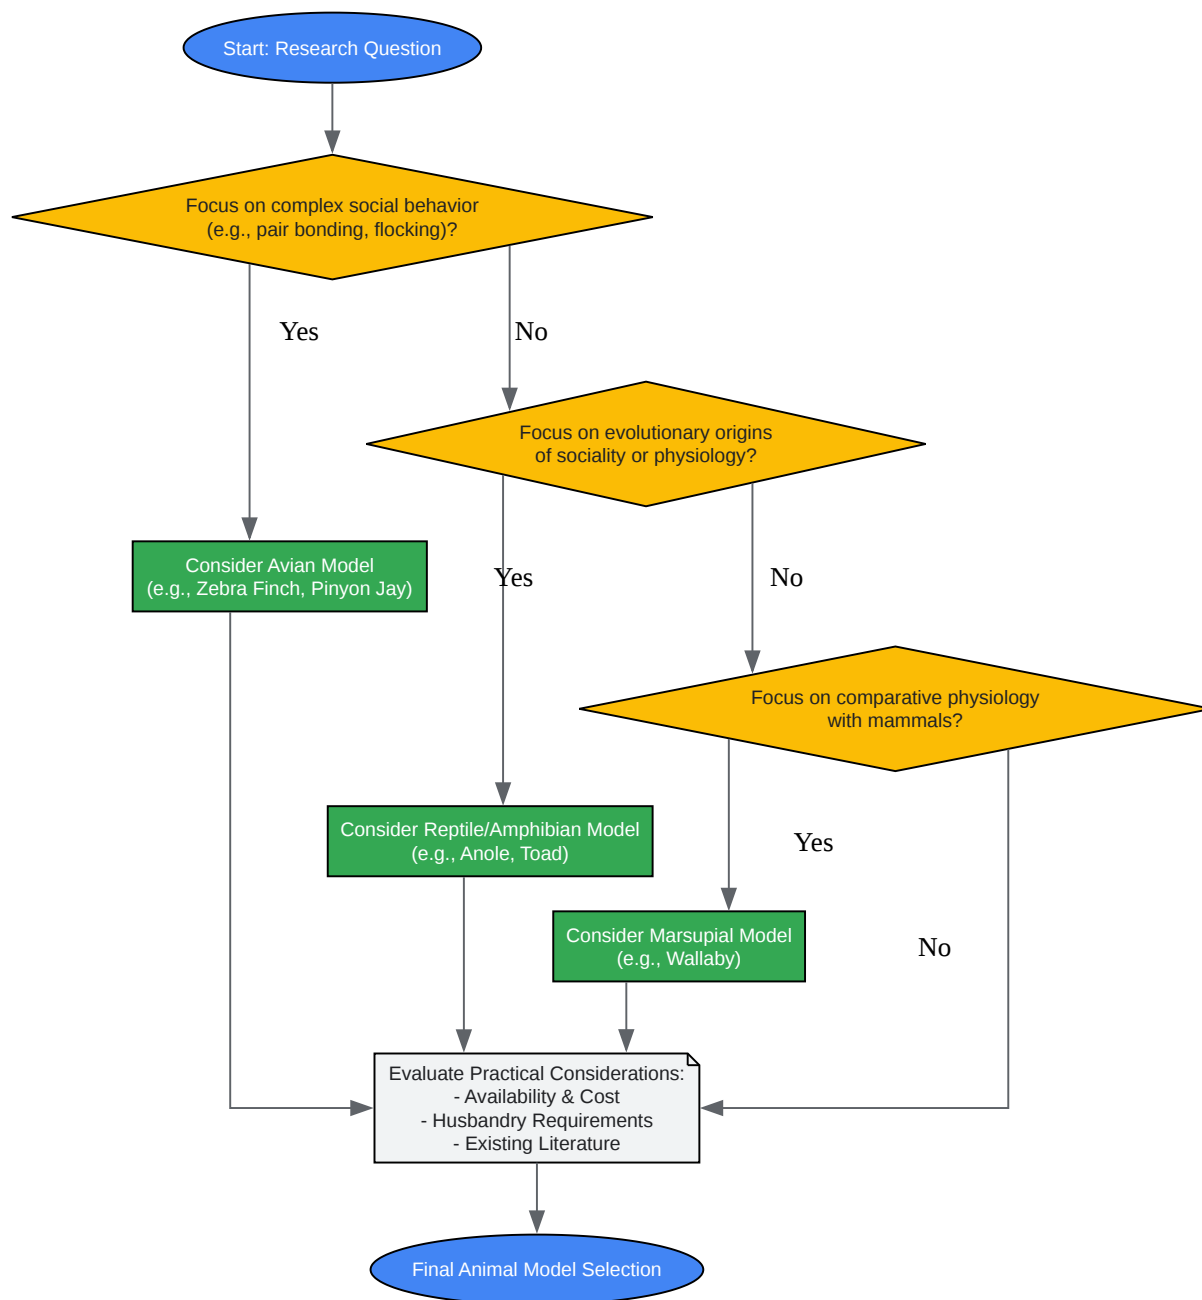 Start: Research Question
Focus on complex social behavior
(e.g., pair bonding, flocking)?
Yes
No
Focus on evolutionary origins
of sociality or physiology?
Consider Avian Model
(e.g., Zebra Finch, Pinyon Jay)
Yes
No
Focus on comparative physiology
with mammals?
Consider Reptile/Amphibian Model
(e.g., Anole, Toad)
Yes
Consider Marsupial Model
(e.g., Wallaby)
No
Evaluate Practical Considerations:
- Availability & Cost
- Husbandry Requirements
- Existing Literature
Final Animal Model Selection